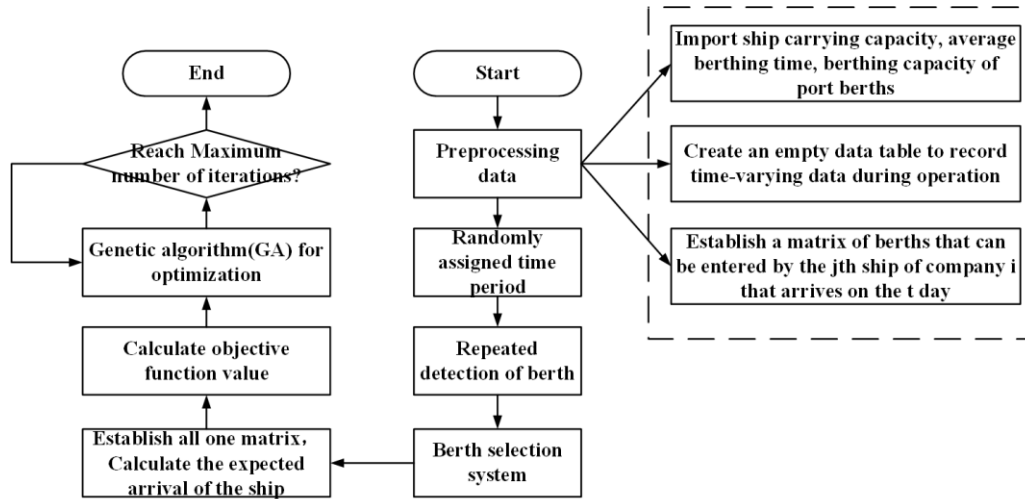 End
Reach Maximum
number of iterations?
Genetic algorithm(GA) for
optimization
Calculate objective
function value
Establish all one matrix，
Calculate the expected
arrival of the ship
Start
Preprocessing
data
Randomly
assigned time
period
Repeated
detection of berth
Berth selection
system
Import ship carrying capacity, average
berthing time, berthing capacity of
port berths
Create an empty data table to record
time-varying data during operation
Establish a matrix of berths that can
be entered by the jth ship of company i
that arrives on the t day